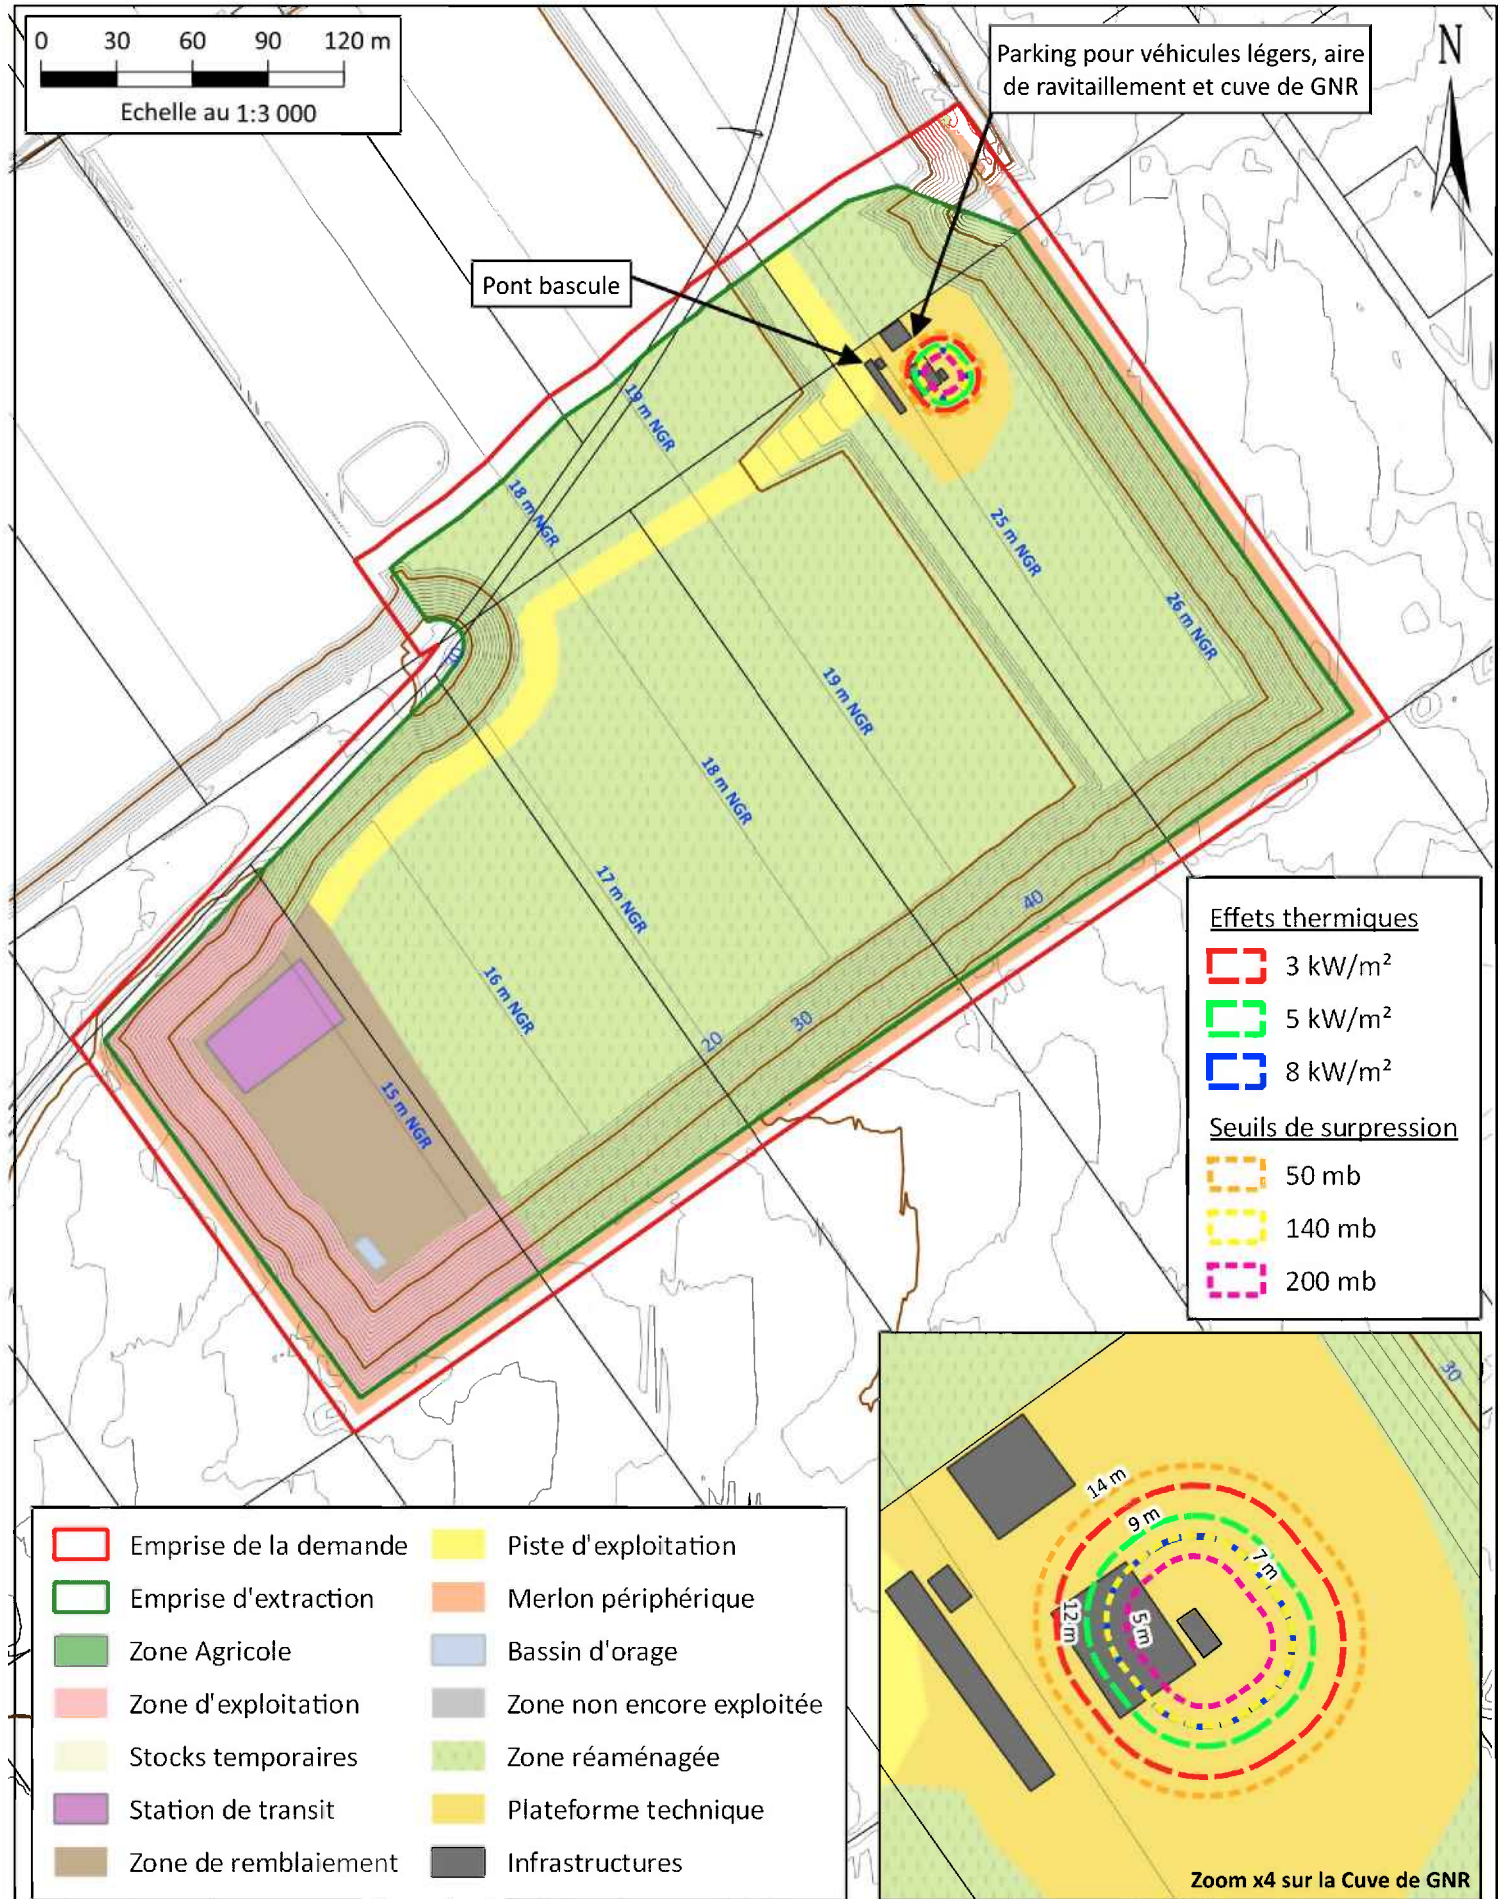 0 30 60 90 120 m
Echelle au 1:3 000
Parking pour véhicules légers, aire
de ravitaillement et cuve de GNR
N
Pont bascule
19 m NGR
18 m NGR
25 m NGR
26 m NGR
19 m NGR
18 m NGR
17 m NGR
16 m NGR
15 m NGR
40
30
20
Effets thermiques
3 kW/m²
5 kW/m²
8 kW/m²
Seuils de surpression
50 mb
140 mb
200 mb
30
14 m
9 m
7 m
12 m
5 m
Zoom x4 sur la Cuve de GNR
Emprise de la demande
Emprise d'extraction
Zone Agricole
Zone d'exploitation
Stocks temporaires
Station de transit
Zone de remblaiement
Piste d'exploitation
Merlon périphérique
Bassin d'orage
Zone non encore exploitée
Zone réaménagée
Plateforme technique
Infrastructures